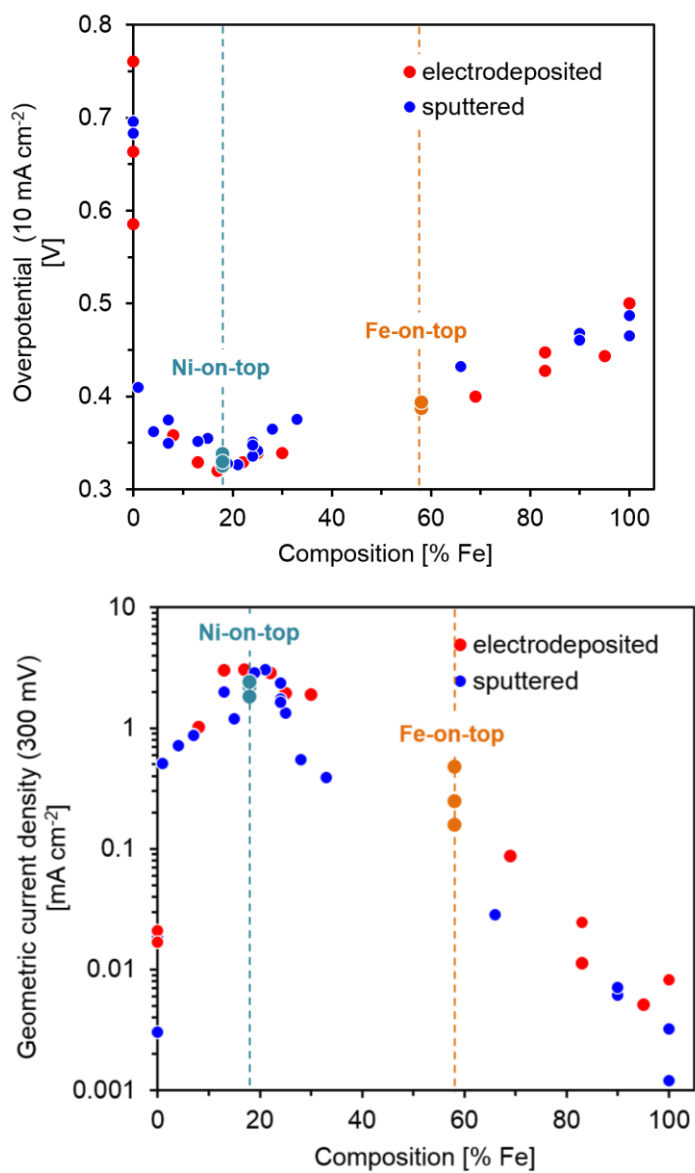 0.8
0.7
0.6
0.5
0.4
0.3
Overpotential (10 mA cm⁻²)
[V]
electrodeposited
sputtered
Fe-on-top
Ni-on-top
0 20 40 60 80 100
Composition [% Fe]
10
1
0.1
0.01
0.001
Geometric current density (300 mV)
[mA cm⁻²]
Ni-on-top
electrodeposited
sputtered
Fe-on-top
0 20 40 60 80 100
Composition [% Fe]